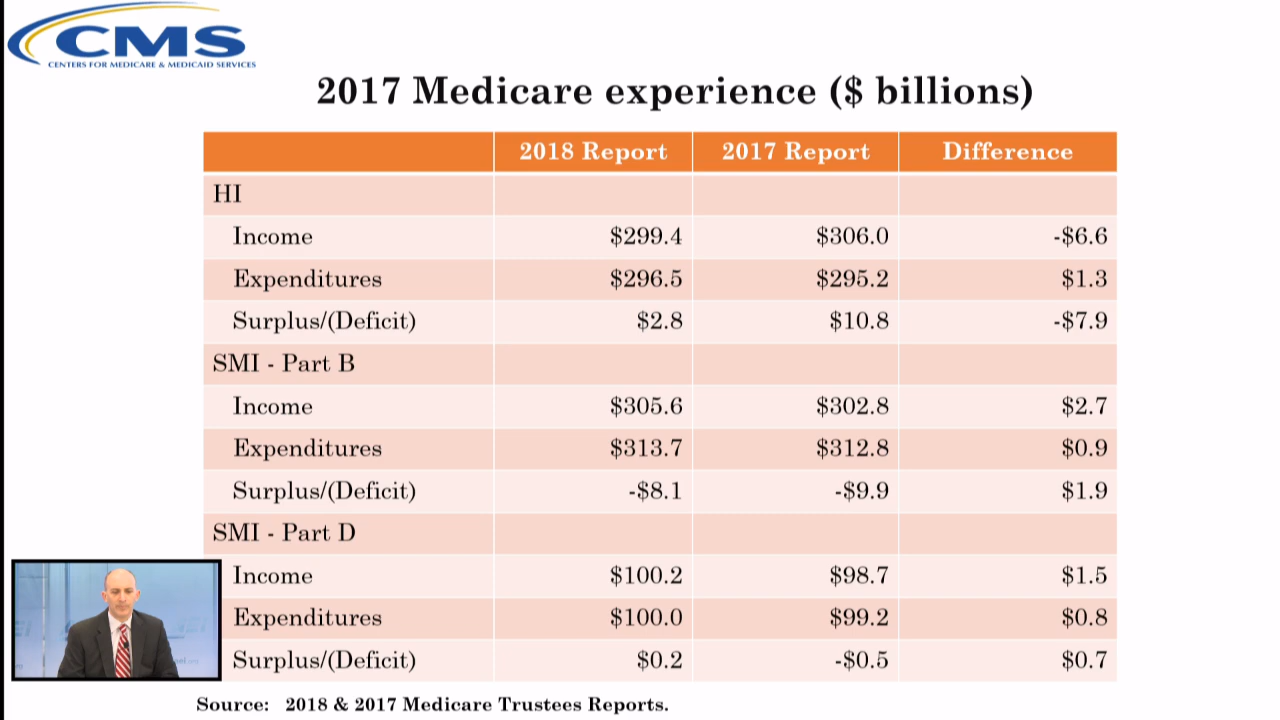 CMS
CENTERS FOR MEDICARE & MEDICAID SERVICES
2017 Medicare experience ($ billions)
2018 Report 2017 Report Difference
HI
Income $299.4 $306.0 -$6.6
Expenditures $296.5 $295.2 $1.3
Surplus/(Deficit) $2.8 $10.8 -$7.9
SMI - Part B
Income $305.6 $302.8 $2.7
Expenditures $313.7 $312.8 $0.9
Surplus/(Deficit) -$8.1 -$9.9 $1.9
SMI - Part D
Income $100.2 $98.7 $1.5
Expenditures $100.0 $99.2 $0.8
Surplus/(Deficit) $0.2 -$0.5 $0.7
Source: 2018 & 2017 Medicare Trustees Reports.